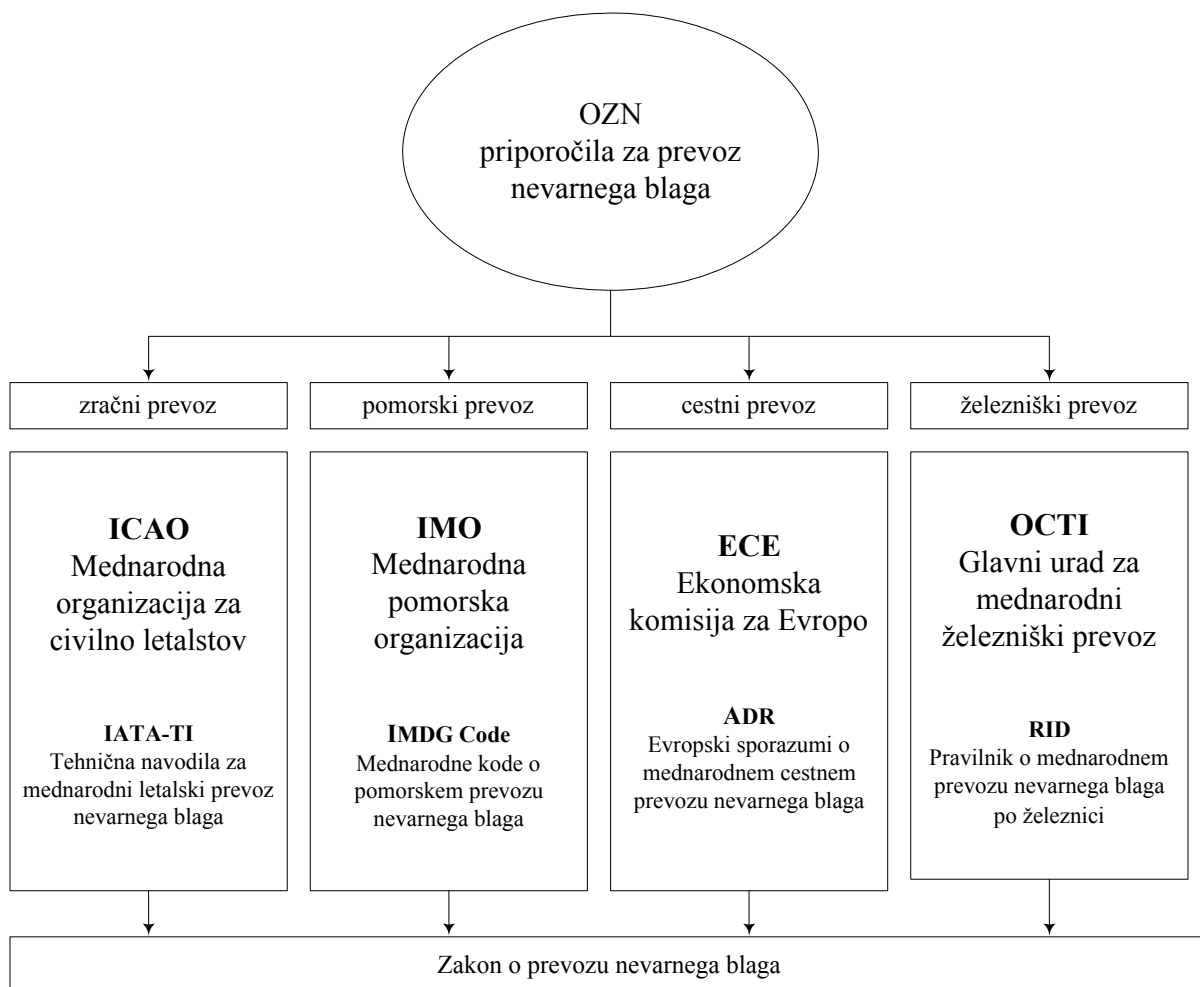 OZN
priporočila za prevoz
nevarnega blaga
zračni prevoz
pomorski prevoz
cestni prevoz
železniški prevoz
ICAO
Mednarodna
organizacija za
civilno letalstov
IATA-TI
Tehnična navodila za
mednarodni letalski prevoz
nevarnega blaga
IMO
Mednarodna
pomorska
organizacija
IMDG Code
Mednarodne kode o
pomorskem prevozu
nevarnega blaga
ECE
Ekonomska
komisija za Evropo
ADR
Evropski sporazumi o
mednarodnem cestnem
prevozu nevarnega blaga
OCTI
Glavni urad za
mednarodni
železniški prevoz
RID
Pravilnik o mednarodnem
prevozu nevarnega blaga
po železnici
Zakon o prevozu nevarnega blaga